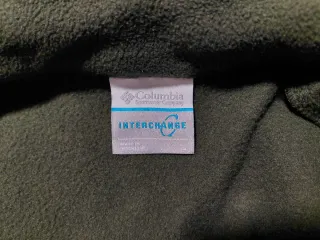 Columbia
Sportswear Company
INTERCHANGE